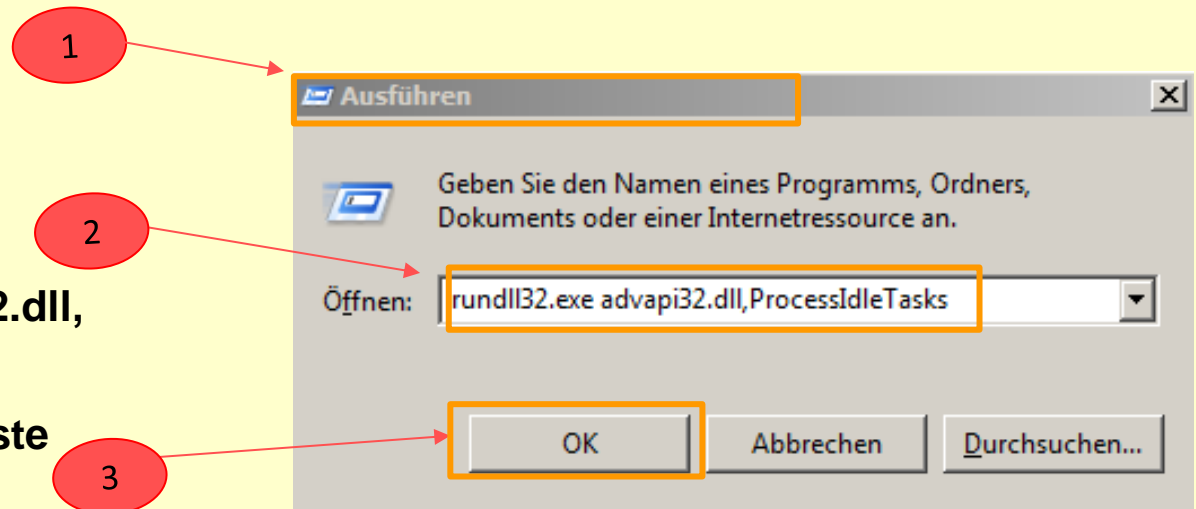 1
Ausführen
Geben Sie den Namen eines Programms, Ordners,
Dokuments oder einer Internetressource an.
2
Öffnen: rundll32.exe advapi32.dll,ProcessIdleTasks
2.dll,
ste
OK Abbrechen Durchsuchen...
3